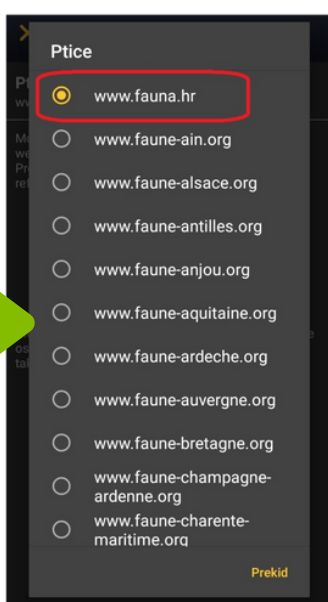 Ptice
www.fauna.hr
www.faune-ain.org
www.faune-alsace.org
www.faune-antilles.org
www.faune-anjou.org
www.faune-aquitaine.org
www.faune-ardeche.org
www.faune-auvergne.org
www.faune-bretagne.org
www.faune-champagne-
ardenne.org
www.faune-charente-
maritime.org
Prekid